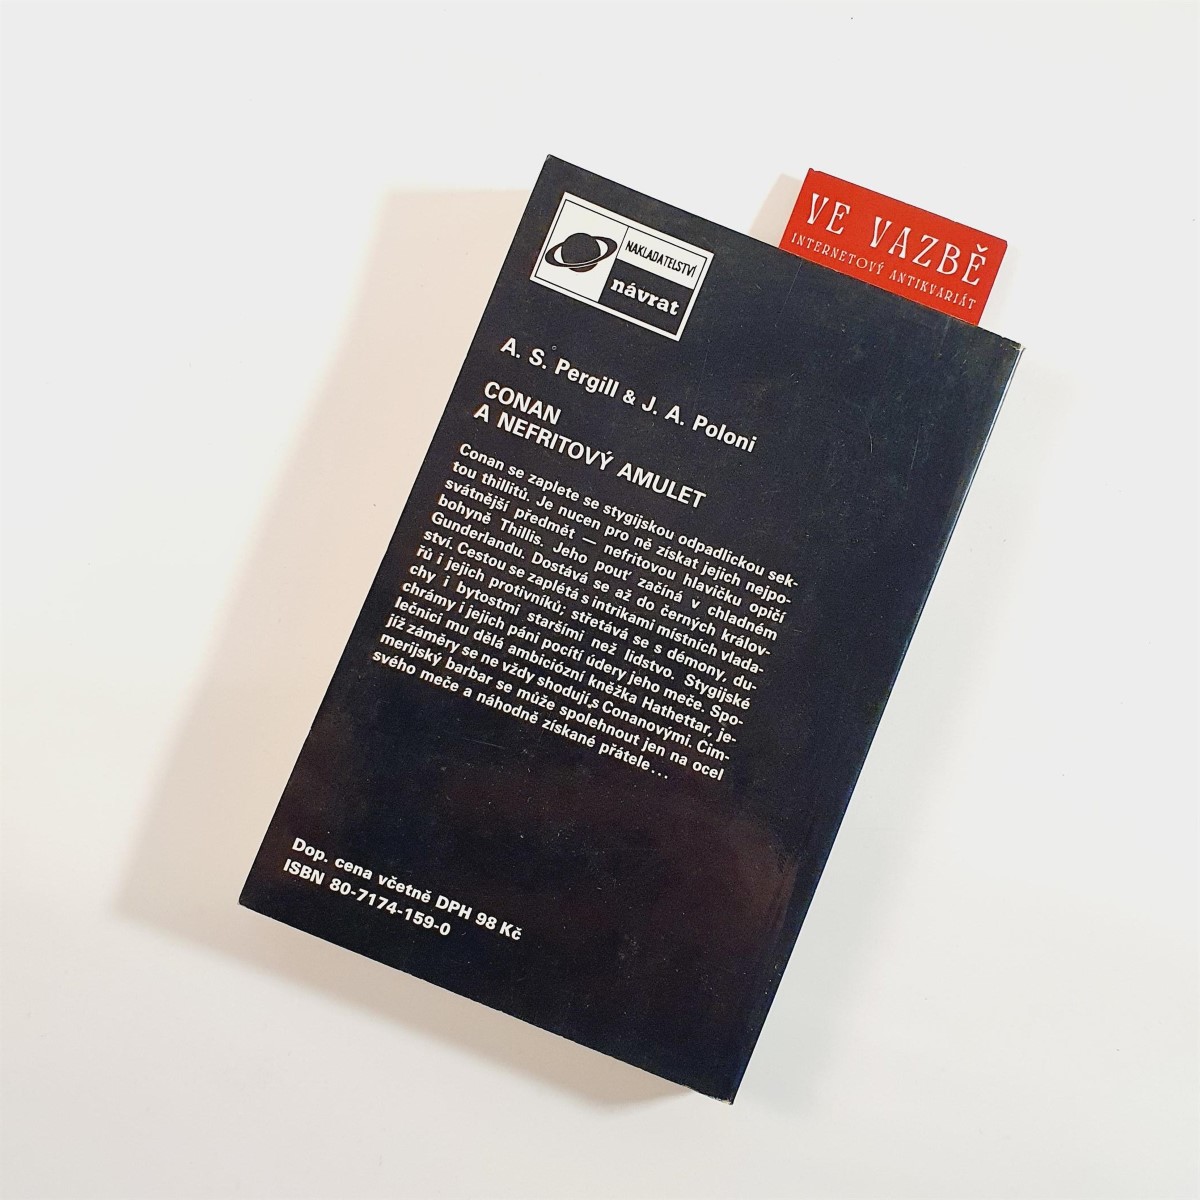 VE VAZBĚ
INTERNETOVÝ ANTIKVARIÁT
NAKLADATELSTVÍ
návrat
A. S. Pergill & J. A. Poloni
CONAN
A NEFRITOVÝ AMULET
Conan se zaplete se stygijskou odpadlickou sek-
tou thillitů. Je nucen pro ně získat jejich nejpo-
svátnější předmět — nefritovou hlavičku opičí
bohyně Thillis. Jeho pouť začíná v chladném
Gunderlandu. Dostává se až do černých králov-
ství. Cestou se zaplétá s intrikami místních vlada-
řů i jejich protivníků; střetává se s démony, du-
chy i bytostmi staršími než lidstvo. Stygijské
chrámy i jejich páni pocítí údery jeho meče. Spo-
lečnici mu dělá ambiciózní kněžka Hathettar, je-
jíž záměry se ne vždy shodují s Conanovými. Cim-
merijský barbar se může spolehnout jen na ocel
svého meče a náhodně získané přátele...
Dop. cena včetně DPH 98 Kč
ISBN 80-7174-159-0